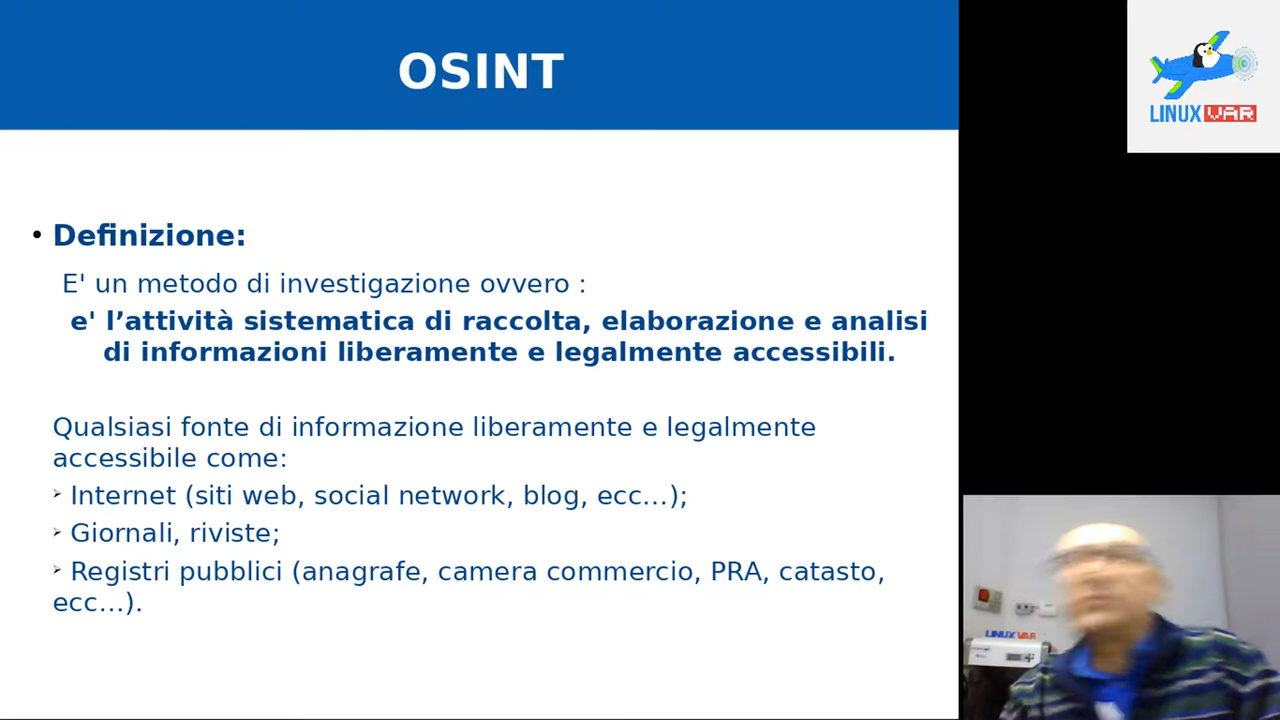 OSINT
LINUX VAR
• Definizione:
E' un metodo di investigazione ovvero :
e' l’attività sistematica di raccolta, elaborazione e analisi
di informazioni liberamente e legalmente accessibili.
Qualsiasi fonte di informazione liberamente e legalmente
accessibile come:
➢ Internet (siti web, social network, blog, ecc...);
➢ Giornali, riviste;
➢ Registri pubblici (anagrafe, camera commercio, PRA, catasto,
ecc...).
LINUX VAR